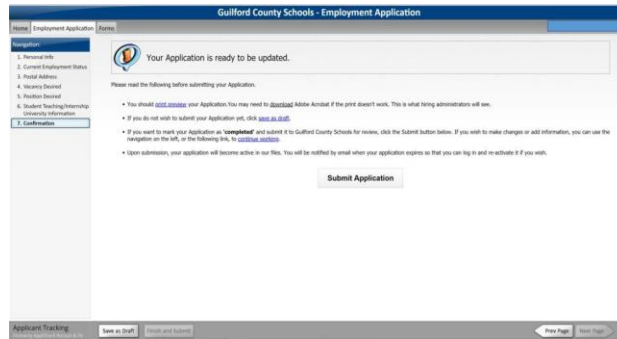 Guilford County Schools - Employment Application
Home Employment Application Forms
Navigation:
1. Personal Info
2. Current Employment Status
3. Postal Address
4. Vacancy Desired
5. Position Desired
6. Student Teaching/Internship
University Information
7. Confirmation
Your Application is ready to be updated.
Please read the following before submitting your Application.
• You should print preview your Application.You may need to download Adobe Acrobat if the print doesn't work. This is what hiring administrators will see.
• If you do not wish to submit your Application yet, click save as draft.
• If you want to mark your Application as 'completed' and submit it to Guilford County Schools for review, click the Submit button below. If you wish to make changes or add information, you can use the
navigation on the left, or the following link, to continue working.
• Upon submission, your application will become active in our files. You will be notified by email when your application expires so that you can log in and re-activate it if you wish.
Submit Application
Applicant Tracking
Save as Draft Finish and Submit
Prev Page Next Page